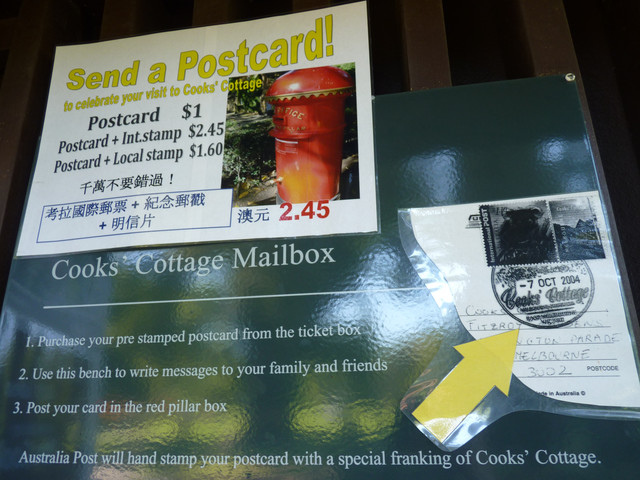 Send a Postcard!
to celebrate your visit to Cooks' Cottage
Postcard $1
Postcard + Int.stamp $2.45
Postcard + Local stamp $1.60
千萬不要錯過！
考拉國際郵票 + 紀念郵戳
+ 明信片
澳元 2.45
Cooks' Cottage Mailbox
1. Purchase your pre stamped postcard from the ticket box
2. Use this bench to write messages to your family and friends
3. Post your card in the red pillar box
Australia Post will hand stamp your postcard with a special franking of Cooks' Cottage.
POST
-7 OCT 2004
Cooks' Cottage
PARADE
MELBOURNE
3002
POSTCODE
Made in Australia ©